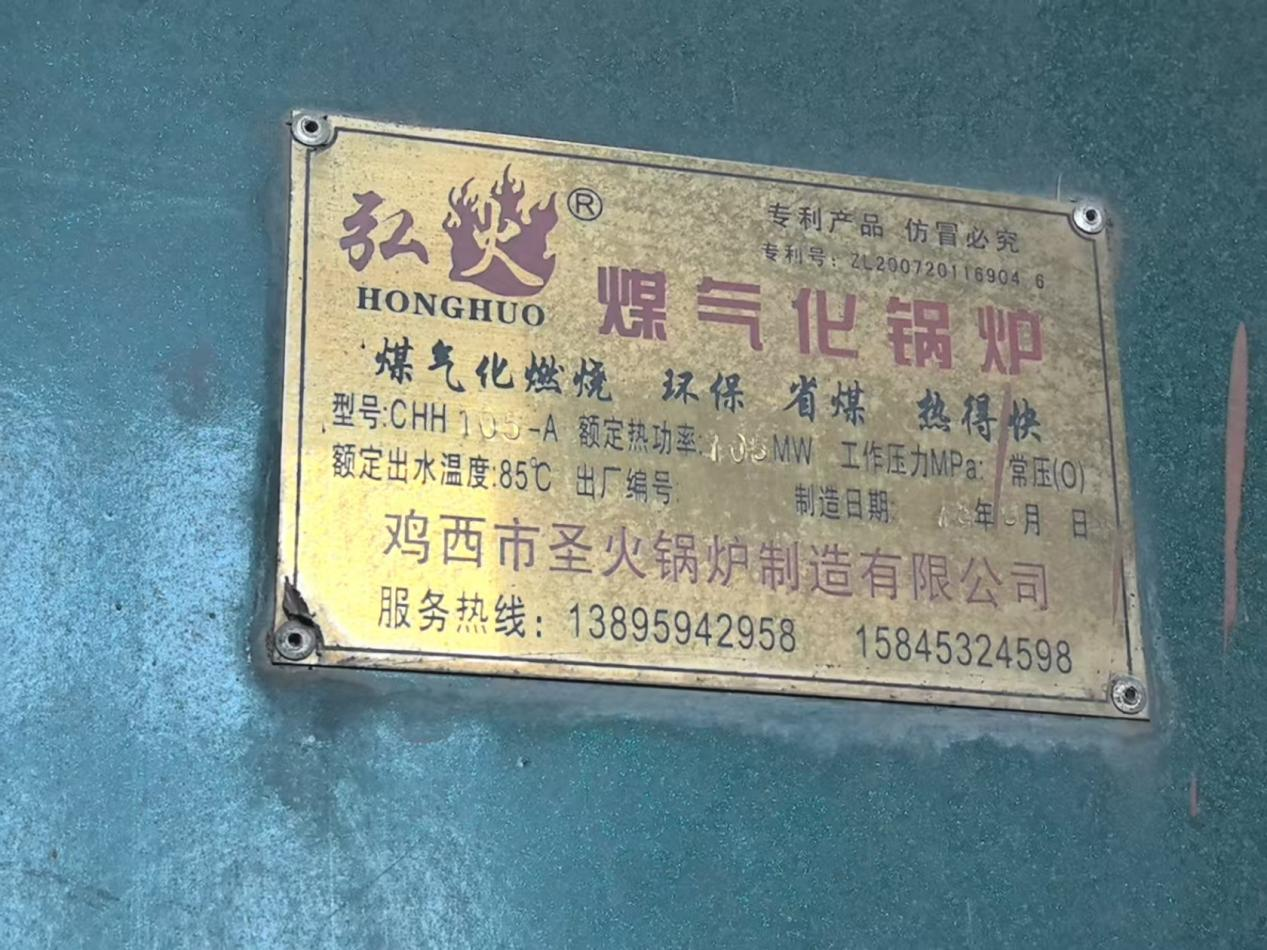 弘火®
HONGHUO
专利产品 仿冒必究
专利号: ZL200720116904 6
煤气化锅炉
煤气化燃烧 环保 省煤 热得快
型号:CHH 105-A 额定热功率: MW 工作压力MPa: 常压(O)
额定出水温度:85℃ 出厂编号: 制造日期: 年 月 日
鸡西市圣火锅炉制造有限公司
服务热线: 13895942958 15845324598